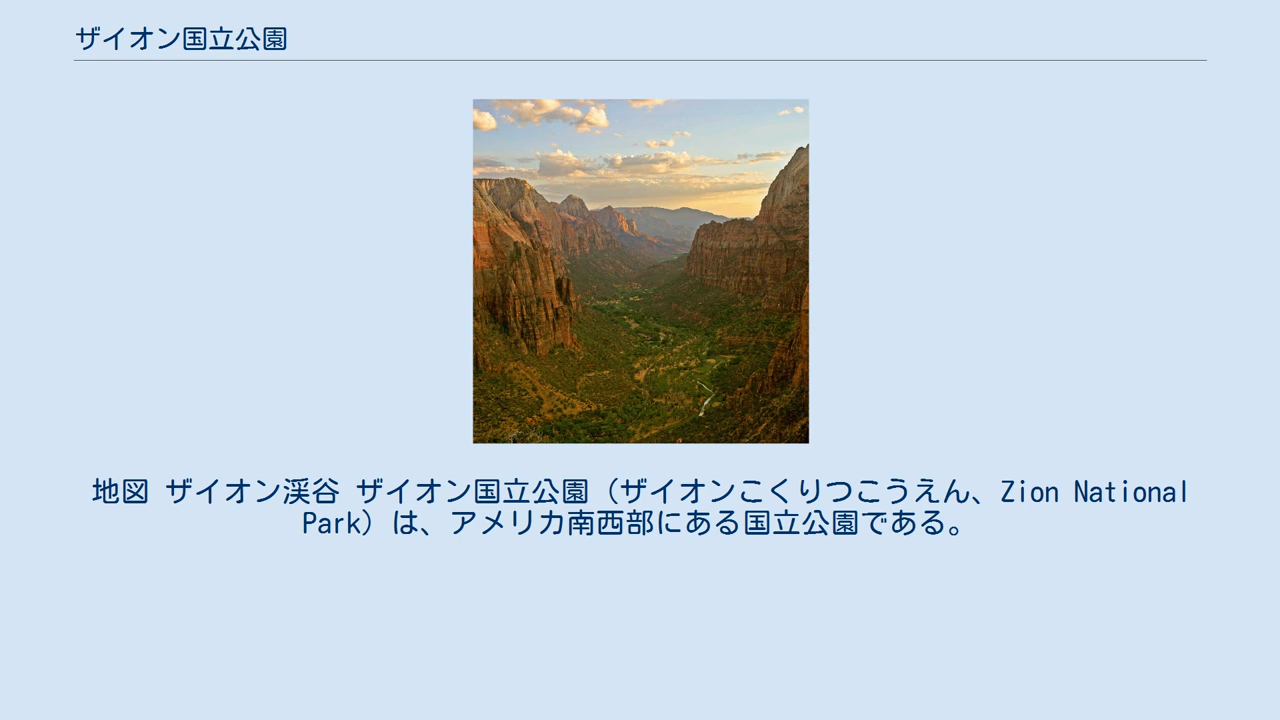 ザイオン国立公園
地図 ザイオン渓谷 ザイオン国立公園（ザイオンこくりつこうえん、Zion National
Park）は、アメリカ南西部にある国立公園である。